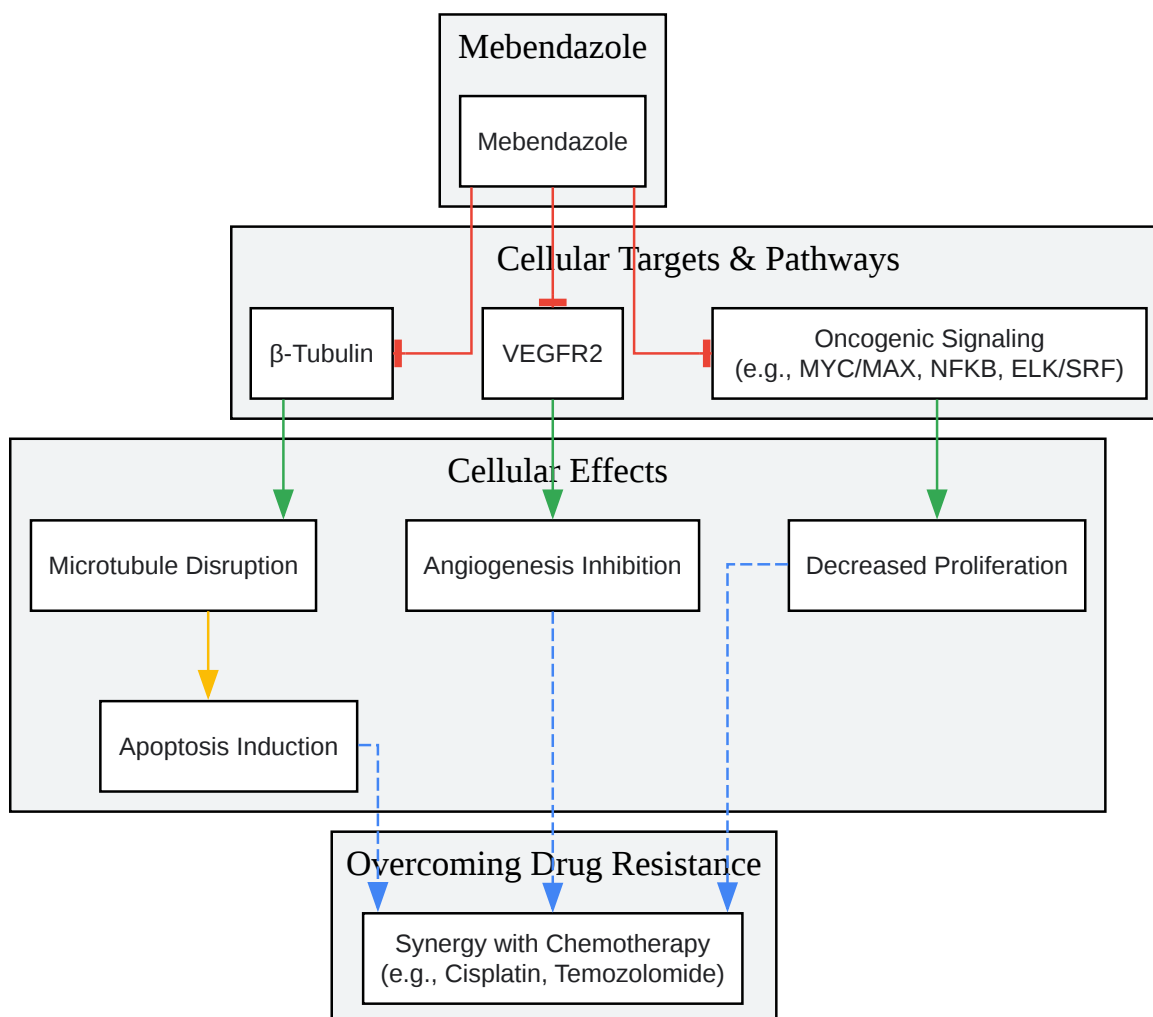 Mebendazole
Mebendazole
Cellular Targets & Pathways
β-Tubulin
VEGFR2
Oncogenic Signaling
(e.g., MYC/MAX, NFKB, ELK/SRF)
Cellular Effects
Microtubule Disruption
Angiogenesis Inhibition
Decreased Proliferation
Apoptosis Induction
Overcoming Drug Resistance
Synergy with Chemotherapy
(e.g., Cisplatin, Temozolomide)